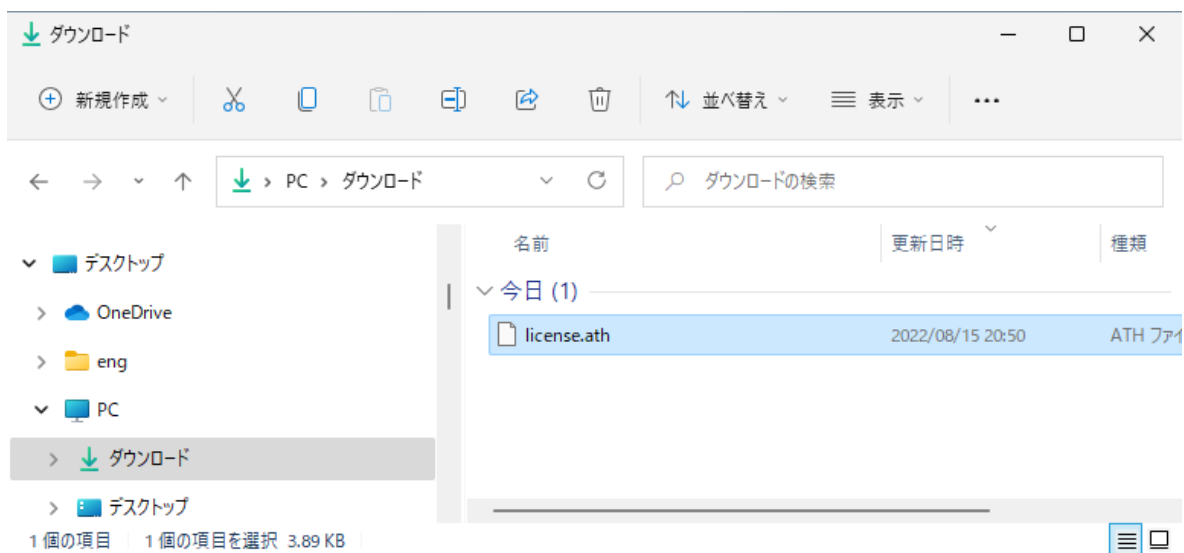 ダウンロード
新規作成
並べ替え
表示
PC
ダウンロード
ダウンロードの検索
名前
更新日時
種類
デスクトップ
OneDrive
eng
PC
ダウンロード
デスクトップ
今日 (1)
license.ath
2022/08/15 20:50
ATH ファイ
1 個の項目
1 個の項目を選択 3.89 KB